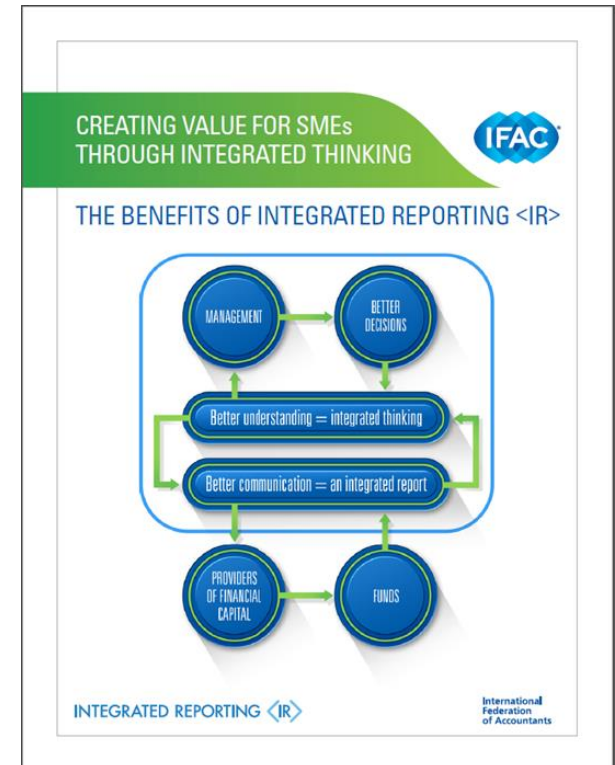 CREATING VALUE FOR SMEs
THROUGH INTEGRATED THINKING
IFAC
THE BENEFITS OF INTEGRATED REPORTING <IR>
MANAGEMENT
BETTER
DECISIONS
Better understanding = integrated thinking
Better communication = an integrated report
PROVIDERS
OF FINANCIAL
CAPITAL
FUNDS
INTEGRATED REPORTING <IR>
International
Federation
of Accountants